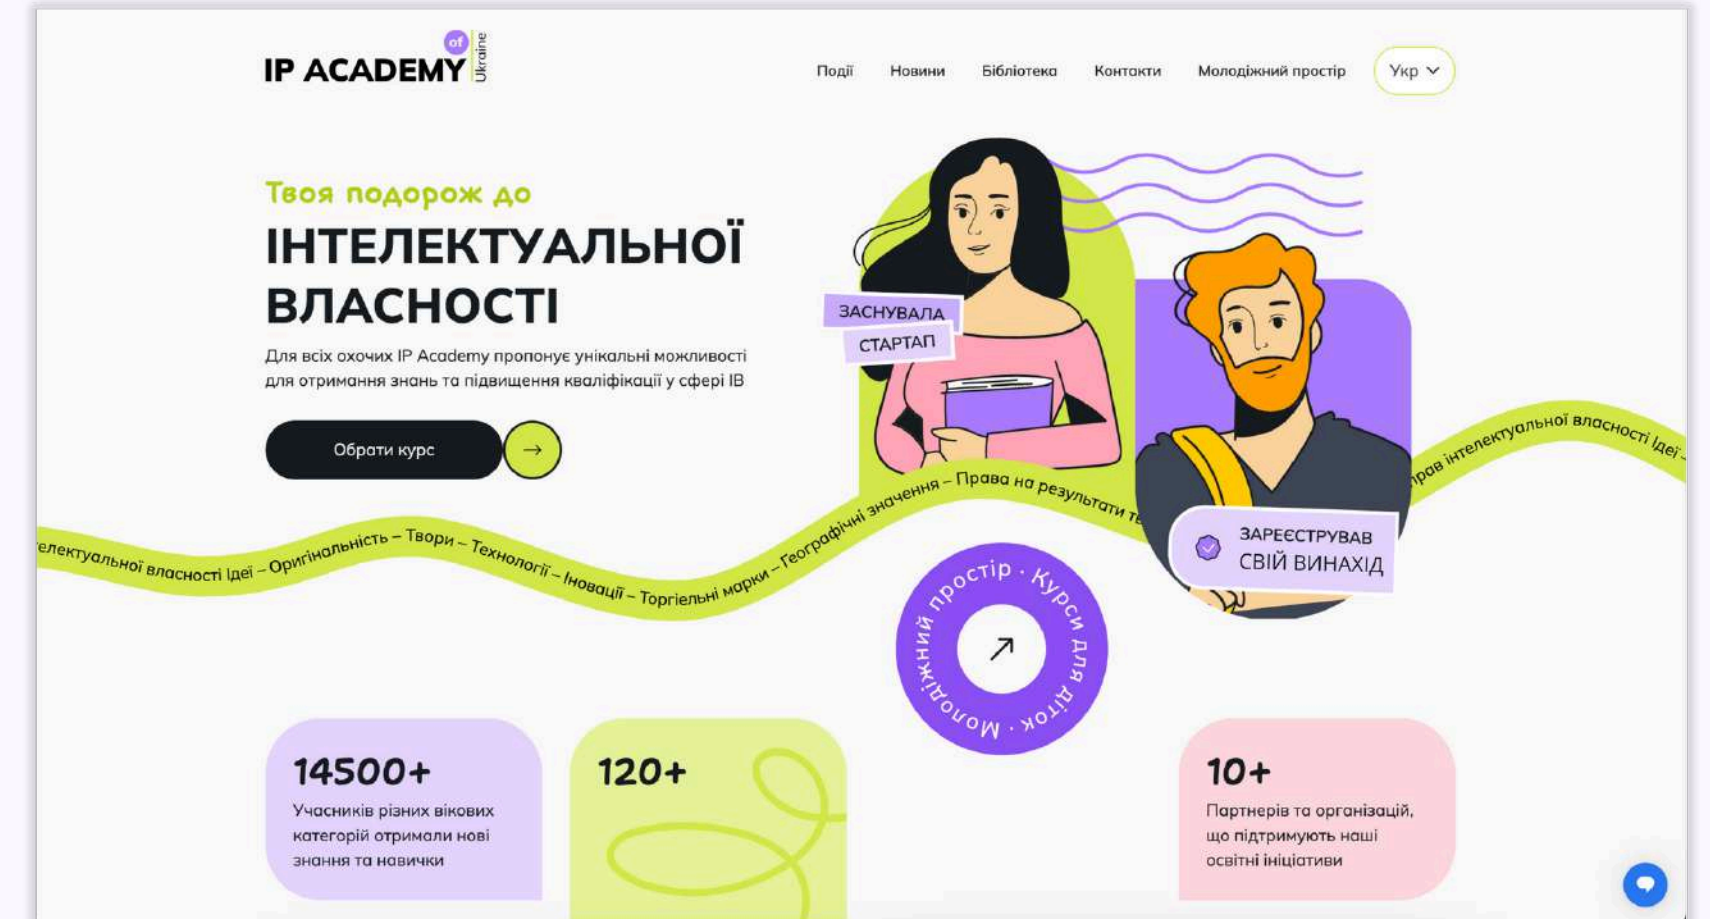 IP ACADEMY
of
Ukraine
Події
Новини
Бібліотека
Контакти
Молодіжний простір
Укр
Твоя подорож до
ІНТЕЛЕКТУАЛЬНОЇ
ВЛАСНОСТІ
Для всіх охочих IP Academy пропонує унікальні можливості
для отримання знань та підвищення кваліфікації у сфері ІВ
Обрати курс
ЗАСНУВАЛА
СТАРТАП
ЗАРЕЄСТРУВАВ
СВІЙ ВИНАХІД
телектуальної власності Ідеї – Оригінальність – Твори – Технології – Іновації – Торгіельні марки – Географічні значення – Права на результати
прав інтелектуальної власності Ідеї –
Молодіжний простір · Курси для діток ·
14500+
Учасників різних вікових
категорій отримали нові
знання та навички
120+
10+
Партнерів та організацій,
що підтримують наші
освітні ініціативи